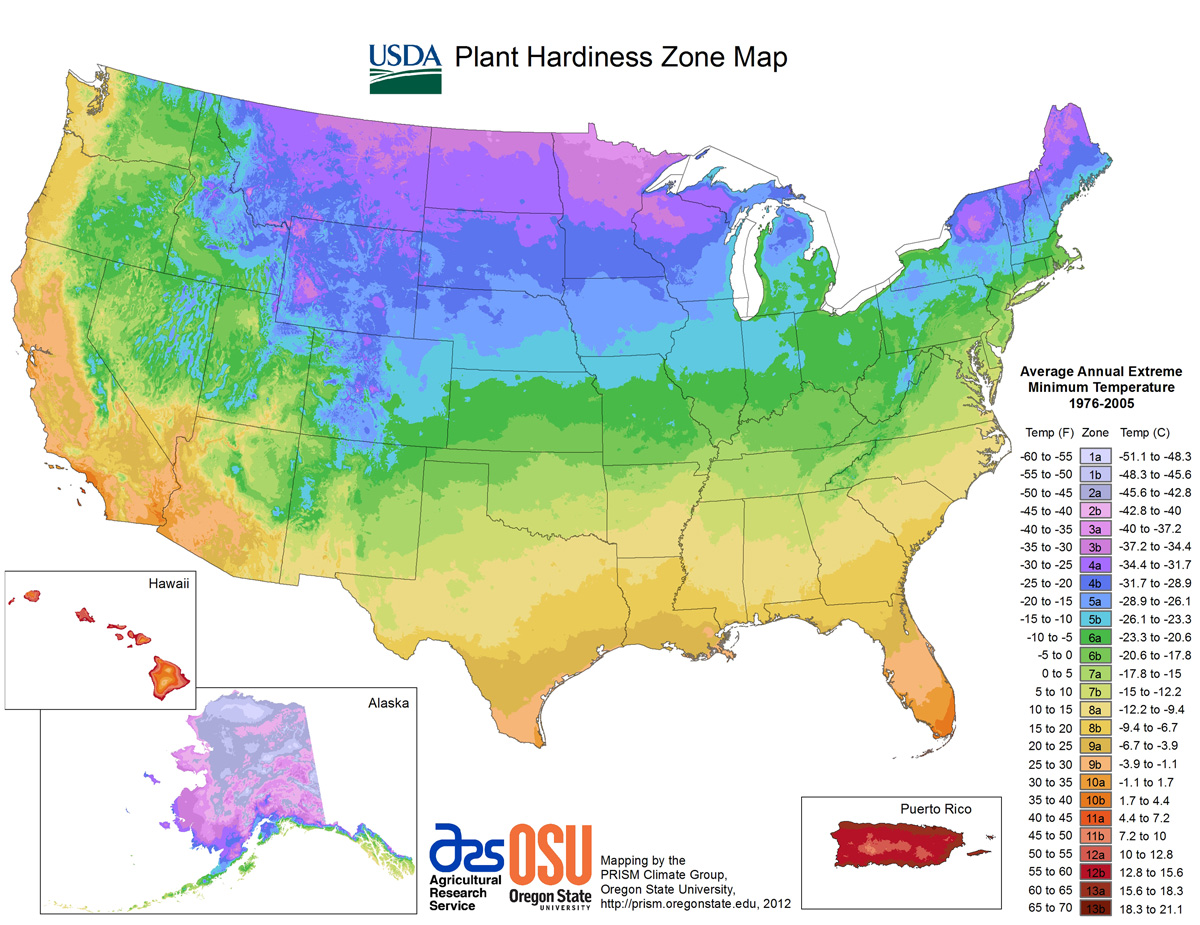 USDA
Plant Hardiness Zone Map
Average Annual Extreme
Minimum Temperature
1976-2005
Temp (F) Zone Temp (C)
-60 to -55 1a -51.1 to -48.3
-55 to -50 1b -48.3 to -45.6
-50 to -45 2a -45.6 to -42.8
-45 to -40 2b -42.8 to -40
-40 to -35 3a -40 to -37.2
-35 to -30 3b -37.2 to -34.4
-30 to -25 4a -34.4 to -31.7
-25 to -20 4b -31.7 to -28.9
-20 to -15 5a -28.9 to -26.1
-15 to -10 5b -26.1 to -23.3
-10 to -5 6a -23.3 to -20.6
-5 to 0 6b -20.6 to -17.8
0 to 5 7a -17.8 to -15
5 to 10 7b -15 to -12.2
10 to 15 8a -12.2 to -9.4
15 to 20 8b -9.4 to -6.7
20 to 25 9a -6.7 to -3.9
25 to 30 9b -3.9 to -1.1
30 to 35 10a -1.1 to 1.7
35 to 40 10b 1.7 to 4.4
40 to 45 11a 4.4 to 7.2
45 to 50 11b 7.2 to 10
50 to 55 12a 10 to 12.8
55 to 60 12b 12.8 to 15.6
60 to 65 13a 15.6 to 18.3
65 to 70 13b 18.3 to 21.1
Hawaii
Alaska
Puerto Rico
ars
Agricultural
Research
Service
OSU
Oregon State
UNIVERSITY
Mapping by the
PRISM Climate Group,
Oregon State University,
http://prism.oregonstate.edu, 2012